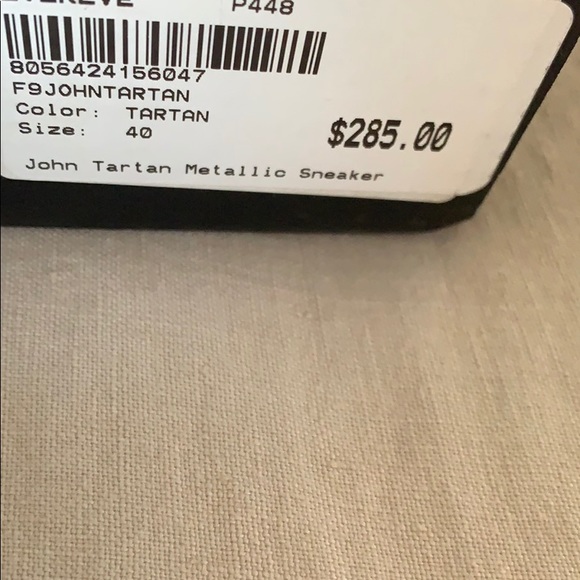 P448
8056424156047
F9JOHNTARTAN
Color: TARTAN
Size: 40
$285.00
John Tartan Metallic Sneaker